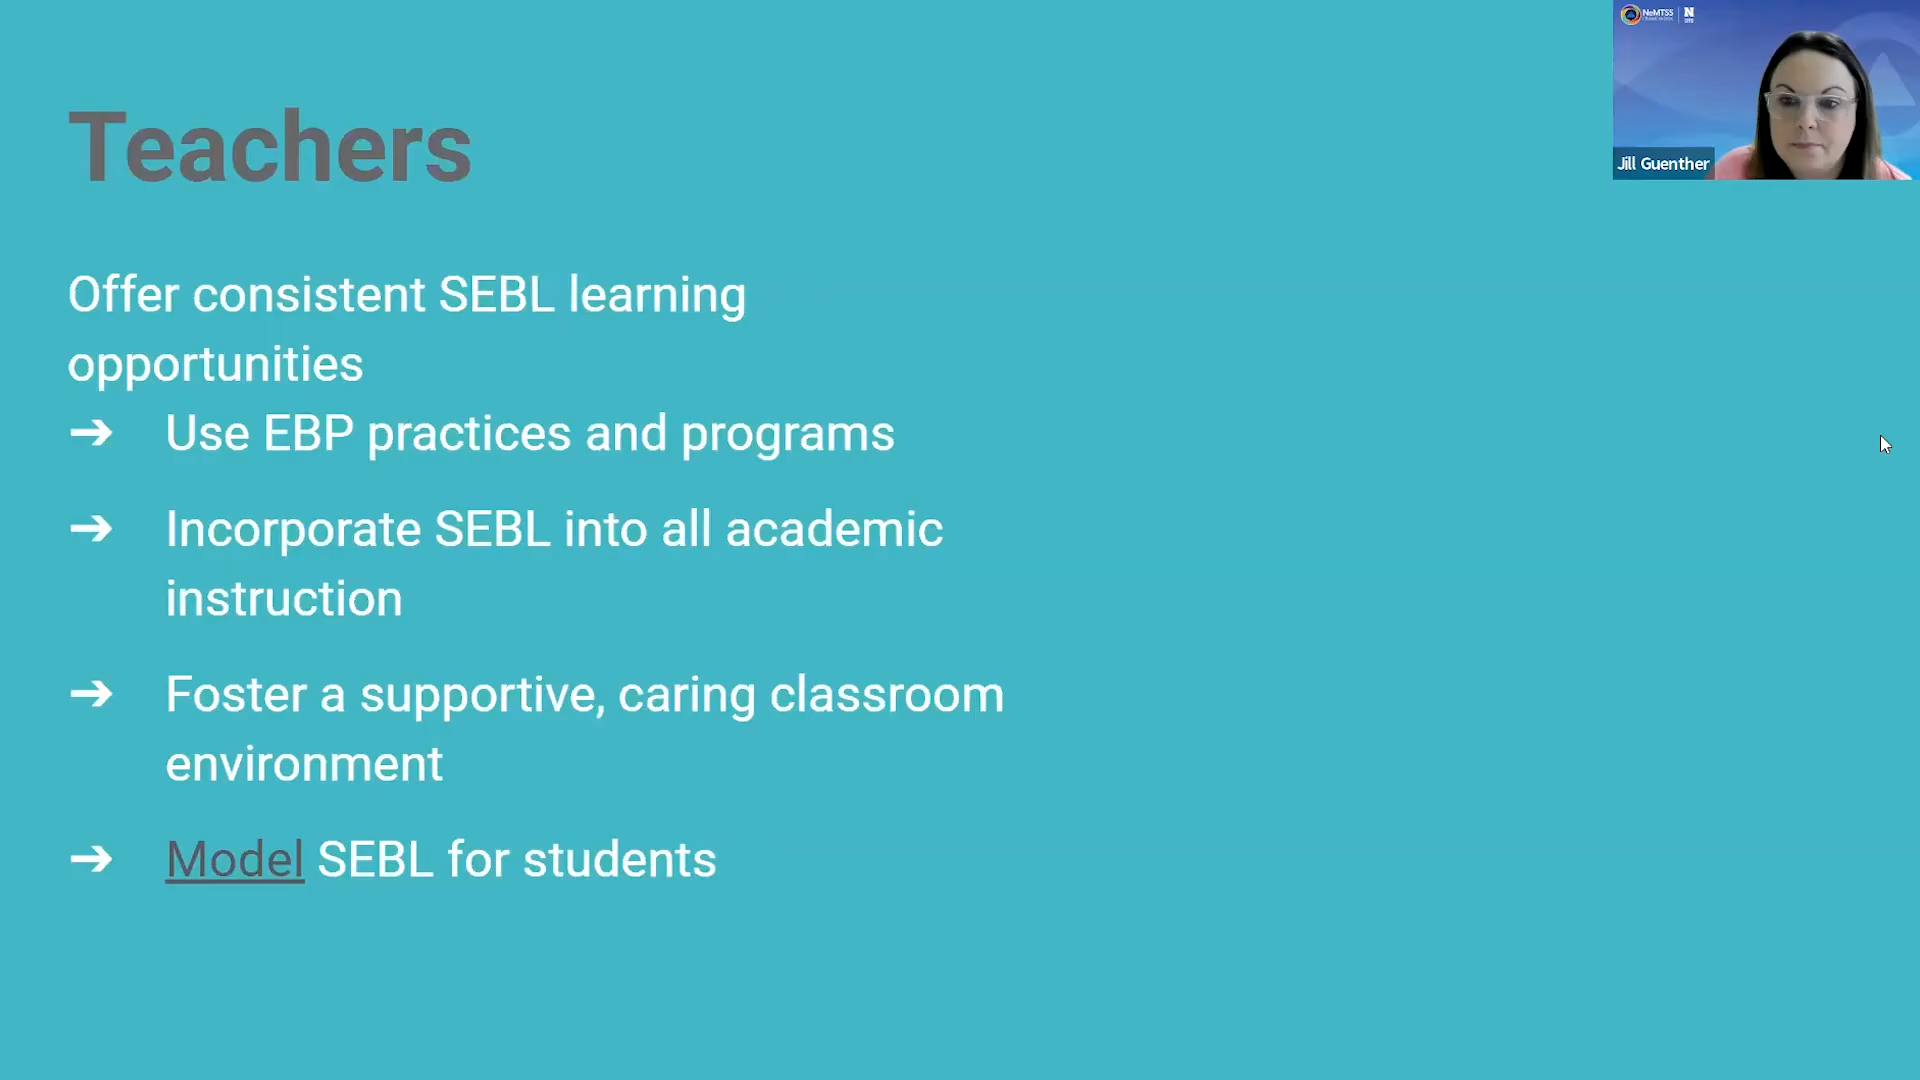 NeMTSS
N
Jill Guenther
Teachers
Offer consistent SEBL learning
opportunities
➔ Use EBP practices and programs
➔ Incorporate SEBL into all academic
instruction
➔ Foster a supportive, caring classroom
environment
➔ Model SEBL for students